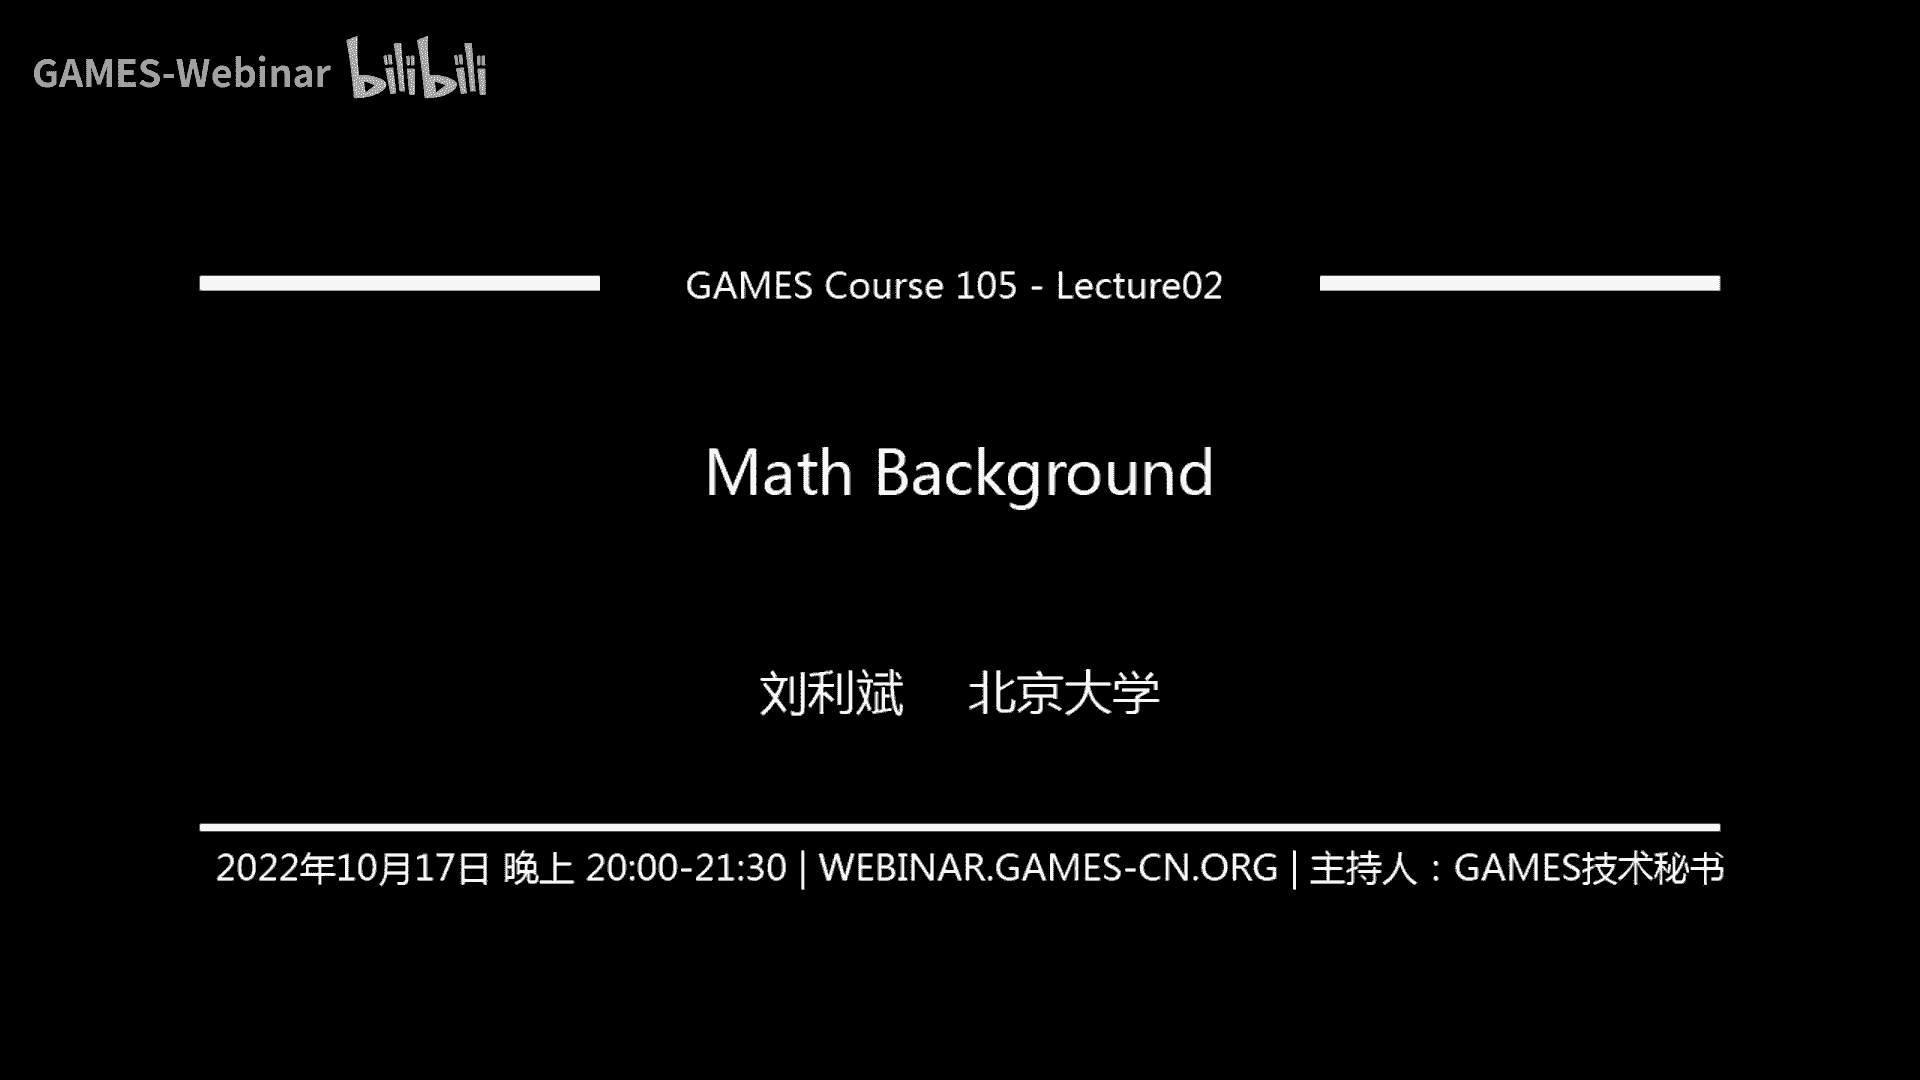 GAMES-Webinar bilibili
GAMES Course 105 - Lecture02
Math Background
刘利斌 北京大学
2022年10月17日 晚上 20:00-21:30 | WEBINAR.GAMES-CN.ORG | 主持人：GAMES技术秘书